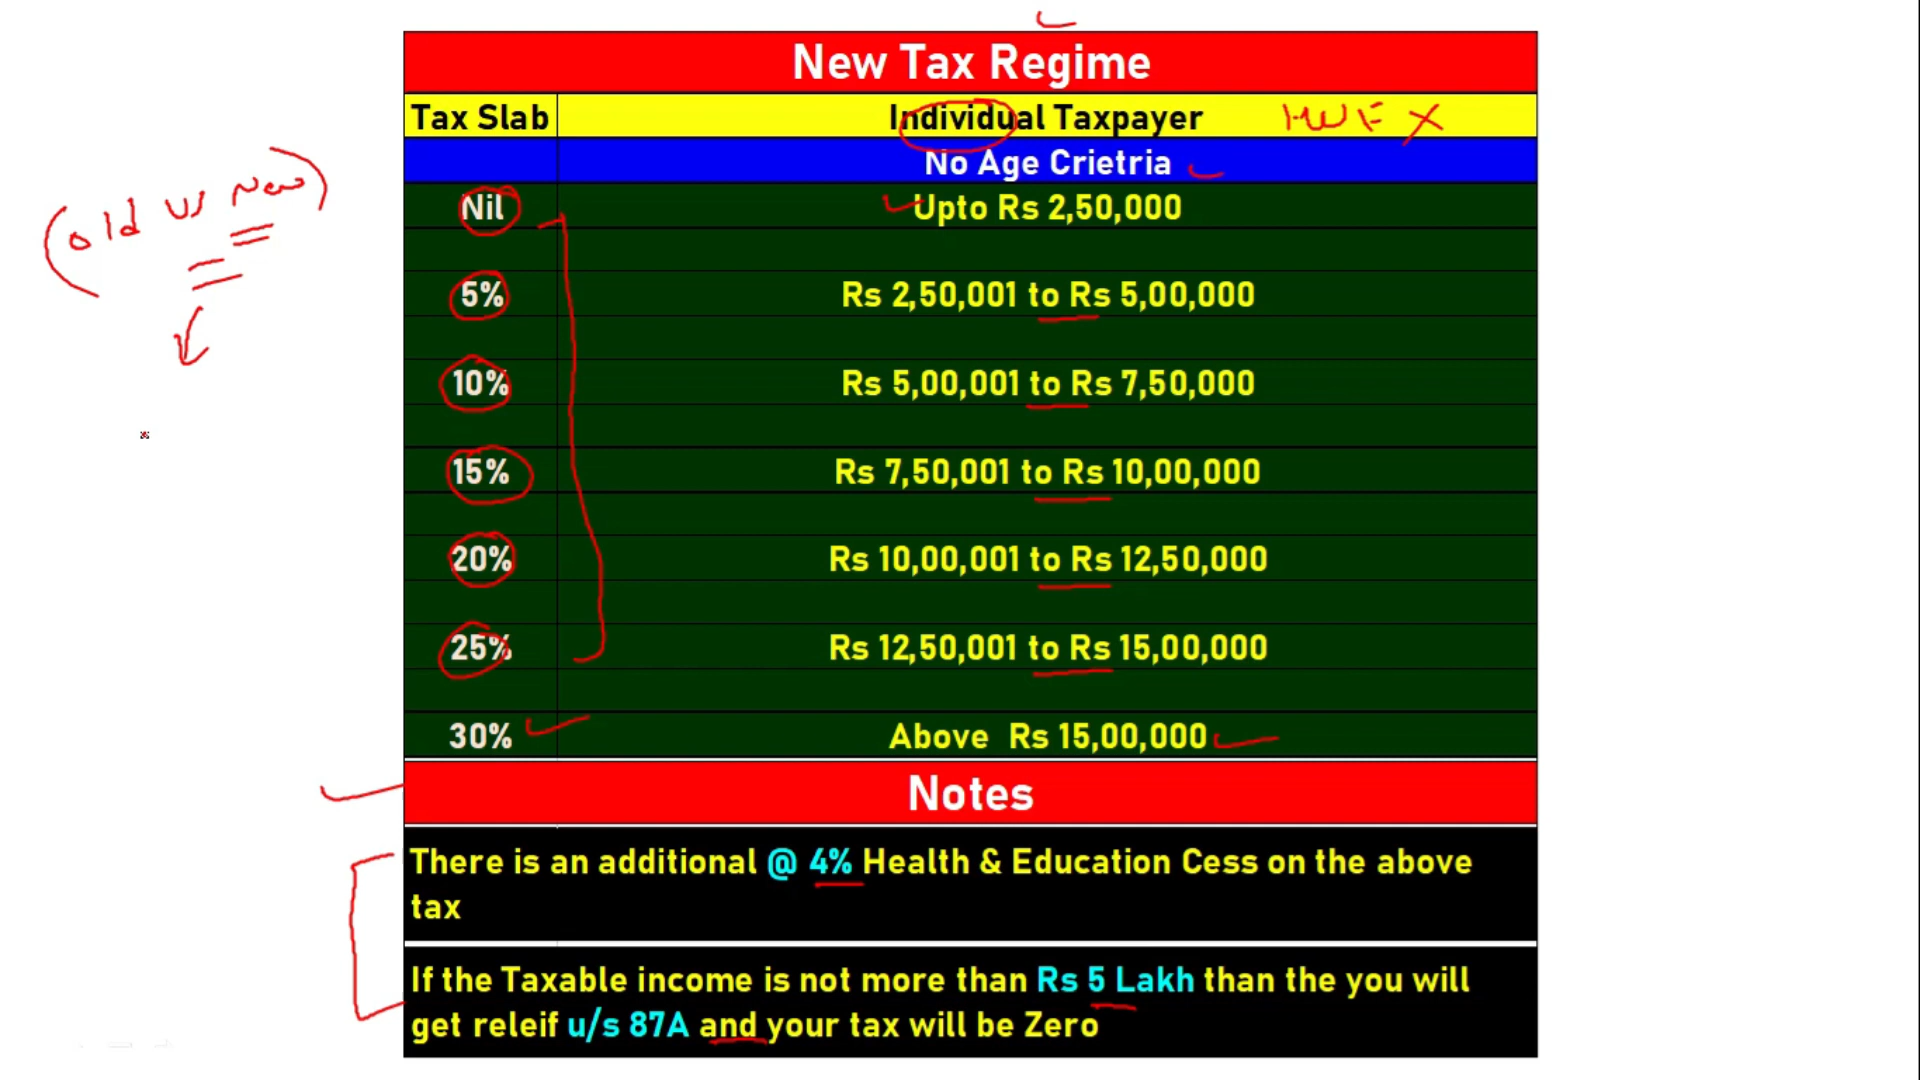 New Tax Regime
Tax Slab Individual Taxpayer HUF X
No Age Crietria
(old vs New)
Nil Upto Rs 2,50,000
5% Rs 2,50,001 to Rs 5,00,000
10% Rs 5,00,001 to Rs 7,50,000
15% Rs 7,50,001 to Rs 10,00,000
20% Rs 10,00,001 to Rs 12,50,000
25% Rs 12,50,001 to Rs 15,00,000
30% Above Rs 15,00,000
Notes
There is an additional @ 4% Health & Education Cess on the above
tax
If the Taxable income is not more than Rs 5 Lakh than the you will
get releif u/s 87A and your tax will be Zero